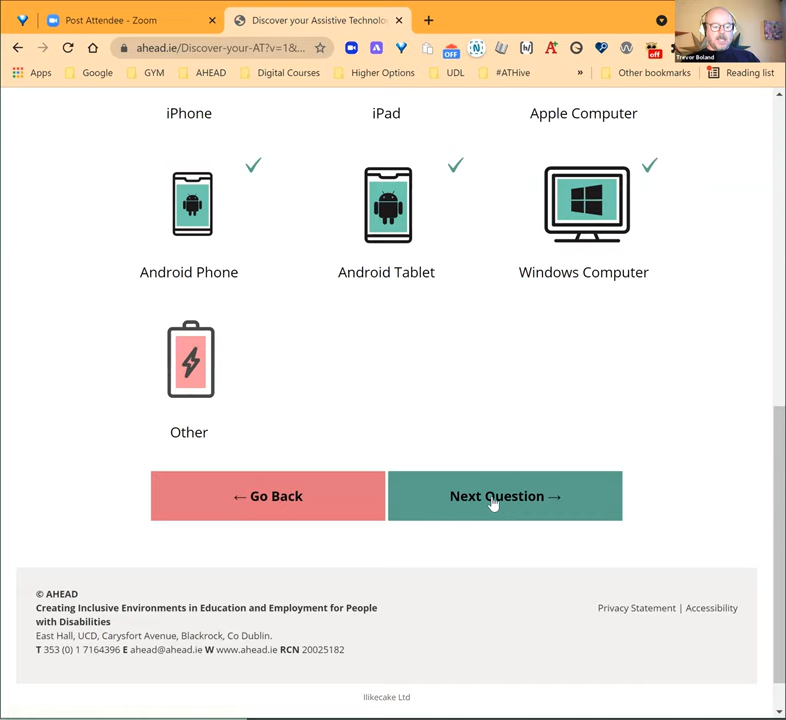 Post Attendee - Zoom
Discover your Assistive Technolo
ahead.ie/Discover-your-AT?v=1&...
OFF
off
Trevor Boland
Apps
Google
GYM
AHEAD
Digital Courses
Higher Options
UDL
#ATHive
»
Other bookmarks
Reading list
iPhone
iPad
Apple Computer
Android Phone
Android Tablet
Windows Computer
Other
← Go Back
Next Question →
© AHEAD
Creating Inclusive Environments in Education and Employment for People
with Disabilities
East Hall, UCD, Carysfort Avenue, Blackrock, Co Dublin.
T 353 (0) 1 7164396 E ahead@ahead.ie W www.ahead.ie RCN 20025182
Privacy Statement | Accessibility
Ilikecake Ltd